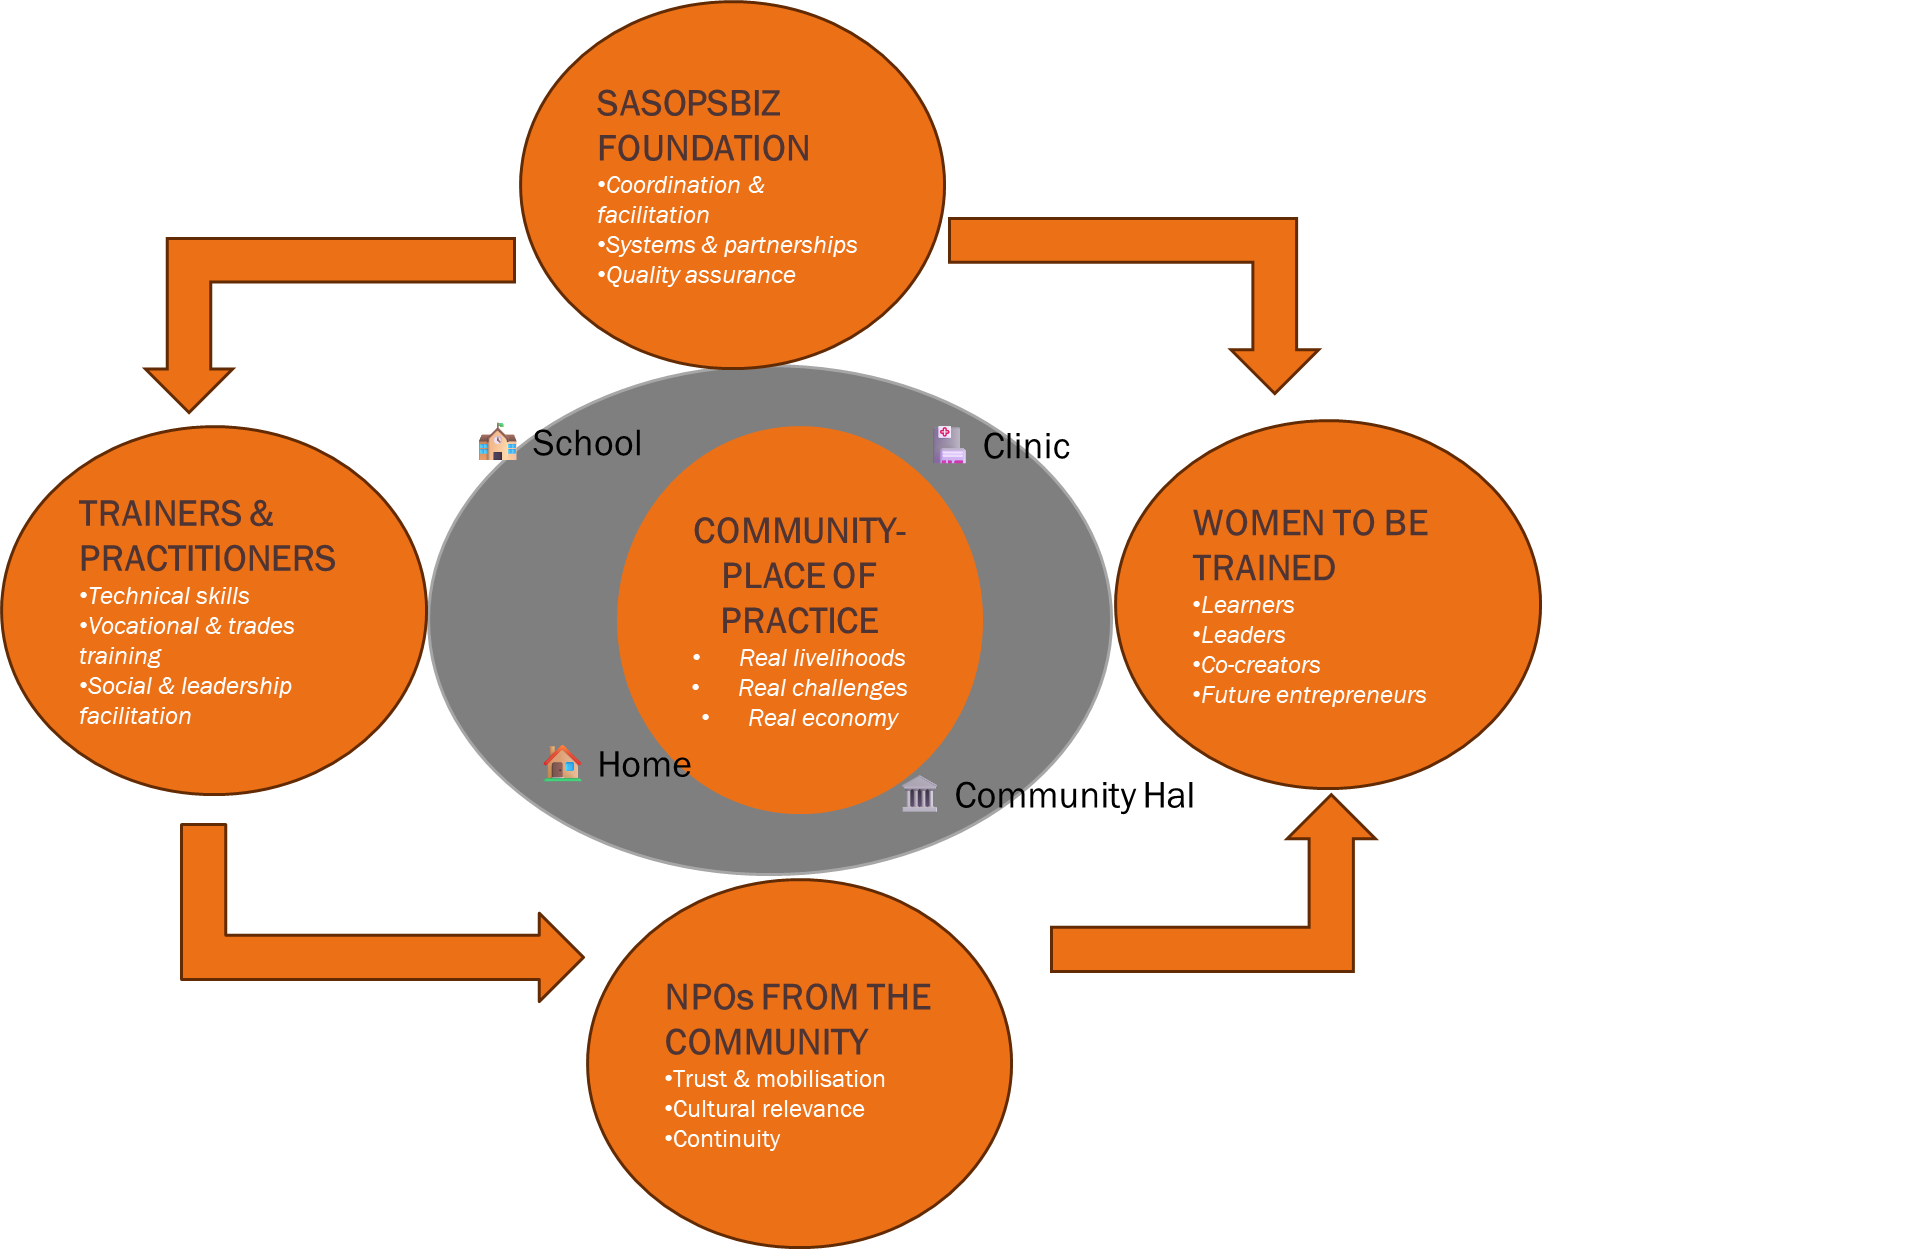 SASOPSBIZ
FOUNDATION
•Coordination &
facilitation
•Systems & partnerships
•Quality assurance
School
Clinic
TRAINERS &
PRACTITIONERS
•Technical skills
•Vocational & trades
training
•Social & leadership
facilitation
COMMUNITY-
PLACE OF
PRACTICE
• Real livelihoods
• Real challenges
• Real economy
WOMEN TO BE
TRAINED
•Learners
•Leaders
•Co-creators
•Future entrepreneurs
Home
Community Hal
NPOs FROM THE
COMMUNITY
•Trust & mobilisation
•Cultural relevance
•Continuity